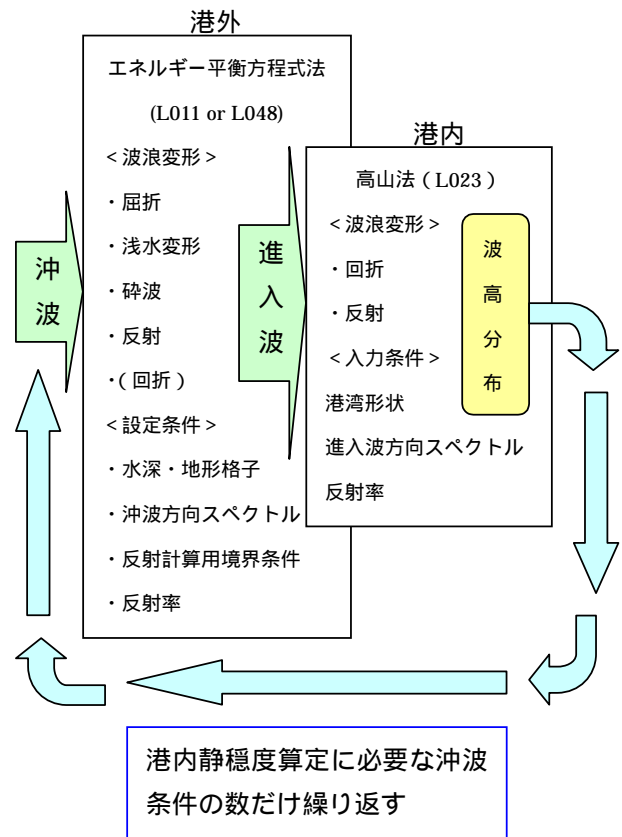 港外
エネルギー平衡方程式法
(L011 or L048)
＜波浪変形＞
・屈折
・浅水変形
・砕波
・反射
・(回折)
＜設定条件＞
・水深・地形格子
・沖波方向スペクトル
・反射計算用境界条件
・反射率
沖波
進入波
港内
高山法(L023)
＜波浪変形＞
・回折
・反射
＜入力条件＞
港湾形状
進入波方向スペクトル
反射率
波高分布
港内静穏度算定に必要な沖波
条件の数だけ繰り返す